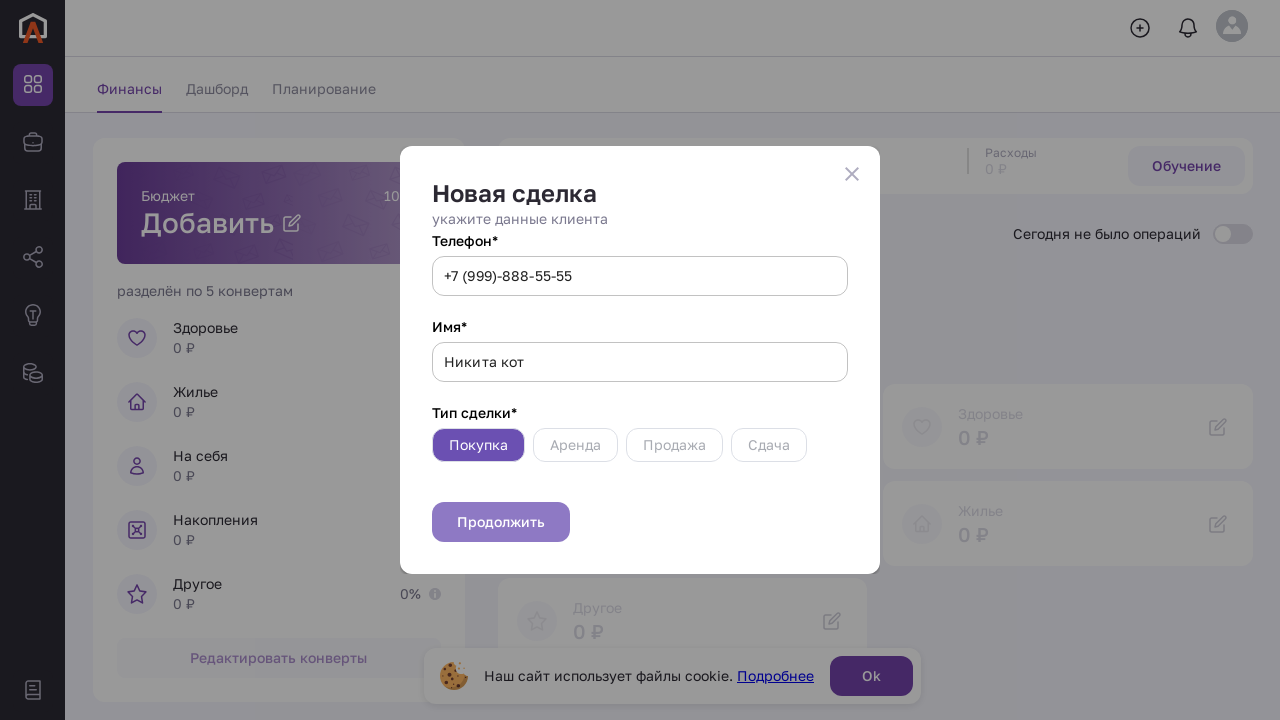 Финансы
Дашборд
Планирование
Бюджет
10
Добавить
разделён по 5 конвертам
Здоровье
0 ₽
Жилье
0 ₽
На себя
0 ₽
Накопления
0 ₽
Другое
0 ₽
0%
Редактировать конверты
Новая сделка
укажите данные клиента
Телефон*
+7 (999)-888-55-55
Имя*
Никита кот
Тип сделки*
Покупка
Аренда
Продажа
Сдача
Продолжить
Расходы
0 ₽
Обучение
Сегодня не было операций
Здоровье
0 ₽
Жилье
0 ₽
Другое
0 ₽
Наш сайт использует файлы cookie. Подробнее
Ok